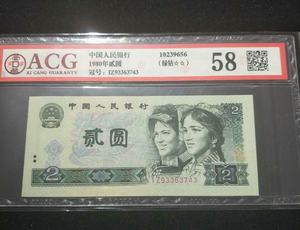 ACG
AI CANG GUARANTY
中国人民银行
1980年贰圆
冠号: IZ93363743
10239656
(绿钻☆☆)
58
中国人民银行
2
贰圆
IZ93363743
2
2